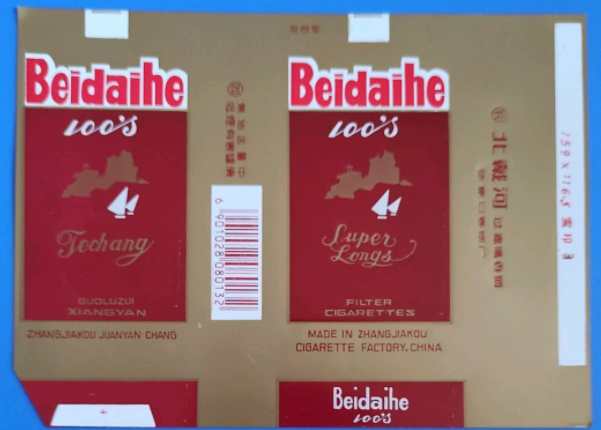 Beidaihe
100's
Techang
GUOLUZUI
XIANGYAN
ZHANGJIAKOU JUANYAN CHANG
6 901028 080132
Beidaihe
100's
Super
Longs
FILTER
CIGARETTES
MADE IN ZHANGJIAKOU
CIGARETTE FACTORY. CHINA
北戴河
Beidaihe
100's